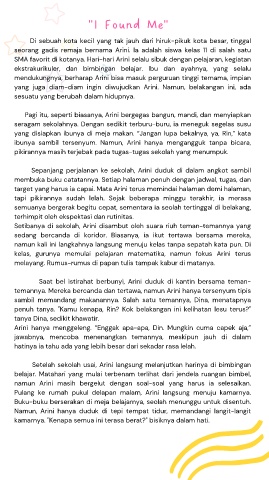 "I Found Me"
Di sebuah kota kecil yang tak jauh dari hiruk-pikuk kota besar, tinggal
seorang gadis remaja bernama Arini. Ia adalah siswa kelas 11 di salah satu
SMA favorit di kotanya. Hari-hari Arini selalu sibuk dengan pelajaran, kegiatan
ekstrakurikuler, dan bimbingan belajar. Ibu dan ayahnya, yang selalu
mendukungnya, berharap Arini bisa masuk perguruan tinggi ternama, impian
yang juga diam-diam ingin diwujudkan Arini. Namun, belakangan ini, ada
sesuatu yang berubah dalam hidupnya.
Pagi itu, seperti biasanya, Arini bergegas bangun, mandi, dan menyiapkan
seragam sekolahnya. Dengan sedikit terburu-buru, ia meneguk segelas susu
yang disiapkan ibunya di meja makan. "Jangan lupa bekalnya, ya, Rin," kata
ibunya sambil tersenyum. Namun, Arini hanya mengangguk tanpa bicara,
pikirannya masih terjebak pada tugas-tugas sekolah yang menumpuk.
Sepanjang perjalanan ke sekolah, Arini duduk di dalam angkot sambil
membuka buku catatannya. Setiap halaman penuh dengan jadwal, tugas, dan
target yang harus ia capai. Mata Arini terus memindai halaman demi halaman,
tapi pikirannya sudah lelah. Sejak beberapa minggu terakhir, ia merasa
semuanya bergerak begitu cepat, sementara ia seolah tertinggal di belakang,
terhimpit oleh ekspektasi dan rutinitas.
Setibanya di sekolah, Arini disambut oleh suara riuh teman-temannya yang
sedang bercanda di koridor. Biasanya, ia ikut tertawa bersama mereka,
namun kali ini langkahnya langsung menuju kelas tanpa sepatah kata pun. Di
kelas, gurunya memulai pelajaran matematika, namun fokus Arini terus
melayang. Rumus-rumus di papan tulis tampak kabur di matanya.
Saat bel istirahat berbunyi, Arini duduk di kantin bersama teman-
temannya. Mereka bercanda dan tertawa, namun Arini hanya tersenyum tipis
sambil memandang makanannya. Salah satu temannya, Dina, menatapnya
penuh tanya. "Kamu kenapa, Rin? Kok belakangan ini kelihatan lesu terus?"
tanya Dina, sedikit khawatir.
Arini hanya menggeleng. "Enggak apa-apa, Din. Mungkin cuma capek aja,"
jawabnya, mencoba menenangkan temannya, meskipun jauh di dalam
hatinya ia tahu ada yang lebih besar dari sekadar rasa lelah.
Setelah sekolah usai, Arini langsung melanjutkan harinya di bimbingan
belajar. Matahari yang mulai terbenam terlihat dari jendela ruangan bimbel,
namun Arini masih bergelut dengan soal-soal yang harus ia selesaikan.
Pulang ke rumah pukul delapan malam, Arini langsung menuju kamarnya.
Buku-buku berserakan di meja belajarnya, seolah menunggu untuk disentuh.
Namun, Arini hanya duduk di tepi tempat tidur, memandangi langit-langit
kamarnya. "Kenapa semua ini terasa berat?" bisiknya dalam hati.